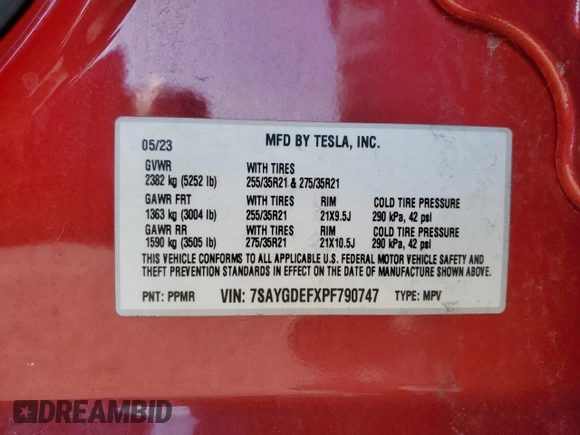 05/23 MFD BY TESLA, INC.
GVWR WITH TIRES
2382 kg (5252 lb) 255/35R21 & 275/35R21
GAWR FRT WITH TIRES RIM COLD TIRE PRESSURE
1363 kg (3004 lb) 255/35R21 21X9.5J 290 kPa, 42 psi
GAWR RR WITH TIRES RIM COLD TIRE PRESSURE
1590 kg (3505 lb) 275/35R21 21X10.5J 290 kPa, 42 psi
THIS VEHICLE CONFORMS TO ALL APPLICABLE U.S. FEDERAL MOTOR VEHICLE SAFETY AND
THEFT PREVENTION STANDARDS IN EFFECT ON THE DATE OF MANUFACTURE SHOWN ABOVE.
PNT: PPMR VIN: 7SAYGDEFXPF790747 TYPE: MPV
DREAMBID